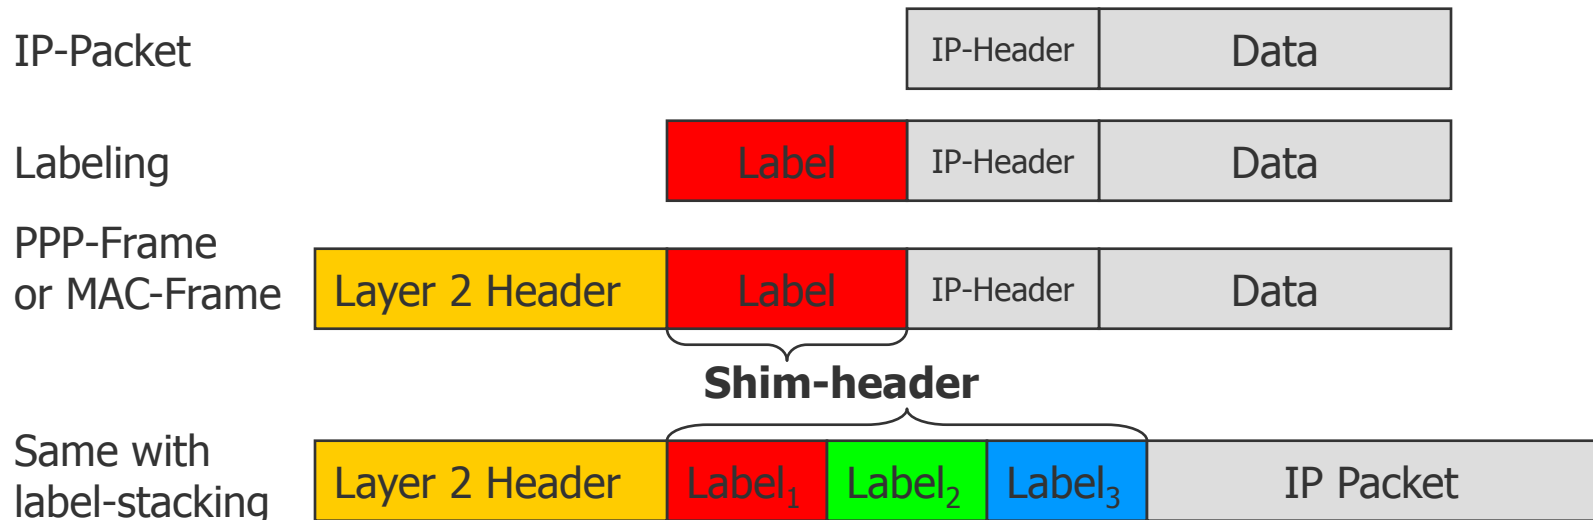 IP-Packet IP-Header Data
Labeling Label IP-Header Data
PPP-Frame
or MAC-Frame Layer 2 Header Label IP-Header Data
Shim-header
Same with
label-stacking Layer 2 Header Label₁ Label₂ Label₃ IP Packet